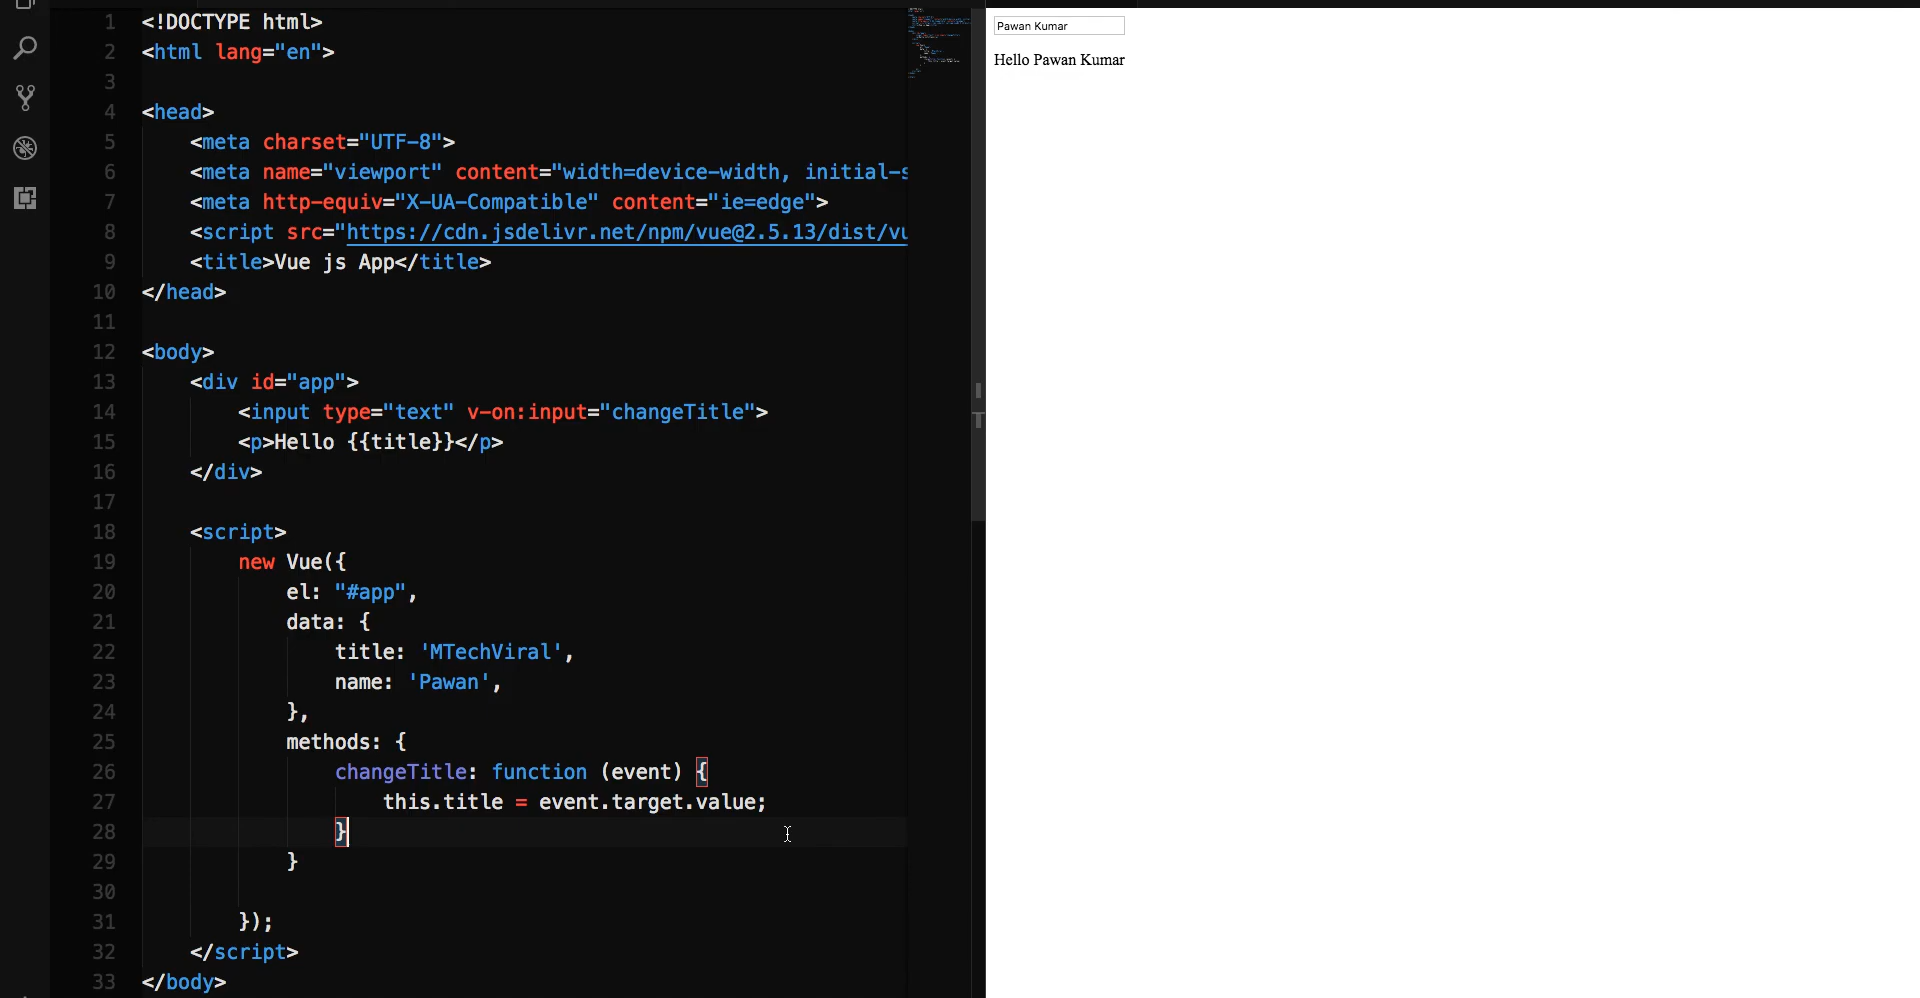 1 <!DOCTYPE html>
2 <html lang="en">
3
4 <head>
5 <meta charset="UTF-8">
6 <meta name="viewport" content="width=device-width, initial-s
7 <meta http-equiv="X-UA-Compatible" content="ie=edge">
8 <script src="https://cdn.jsdelivr.net/npm/vue@2.5.13/dist/vu
9 <title>Vue js App</title>
10 </head>
11
12 <body>
13 <div id="app">
14 <input type="text" v-on:input="changeTitle">
15 <p>Hello {{title}}</p>
16 </div>
17
18 <script>
19 new Vue({
20 el: "#app",
21 data: {
22 title: 'MTechViral',
23 name: 'Pawan',
24 },
25 methods: {
26 changeTitle: function (event) {
27 this.title = event.target.value;
28 }
29 }
30
31 });
32 </script>
33 </body>
Pawan Kumar
Hello Pawan Kumar